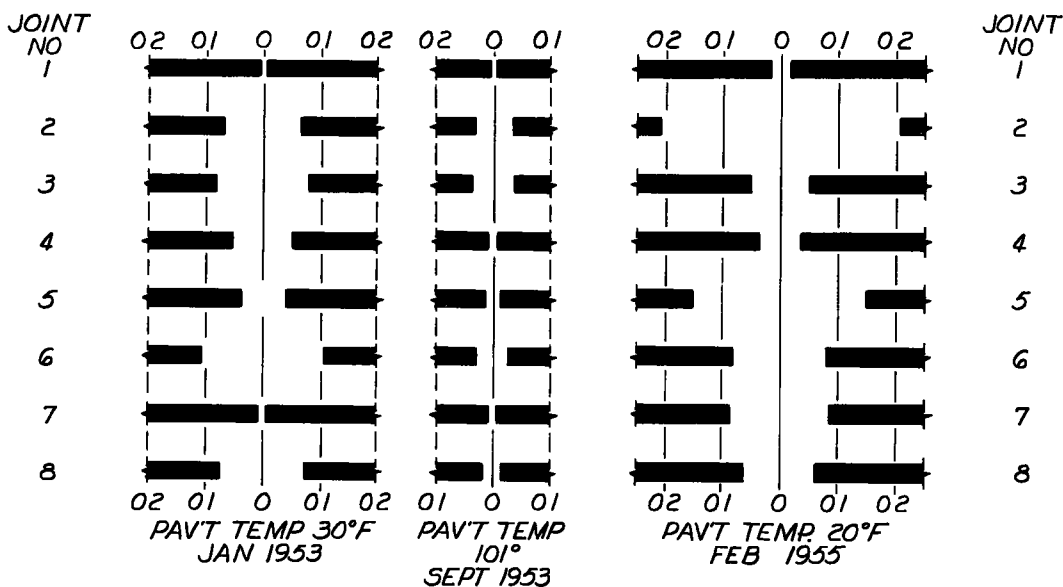 JOINT NO
02 01 0 01 02
02 01 0 01
02 01 0 01 02
JOINT NO
1 1
2 2
3 3
4 4
5 5
6 6
7 7
8 8
02 01 0 01 02
01 0 01
02 01 0 01 02
PAV'T TEMP 30°F
JAN 1953
PAV'T TEMP
101°
SEPT 1953
PAV'T TEMP. 20°F
FEB 1955